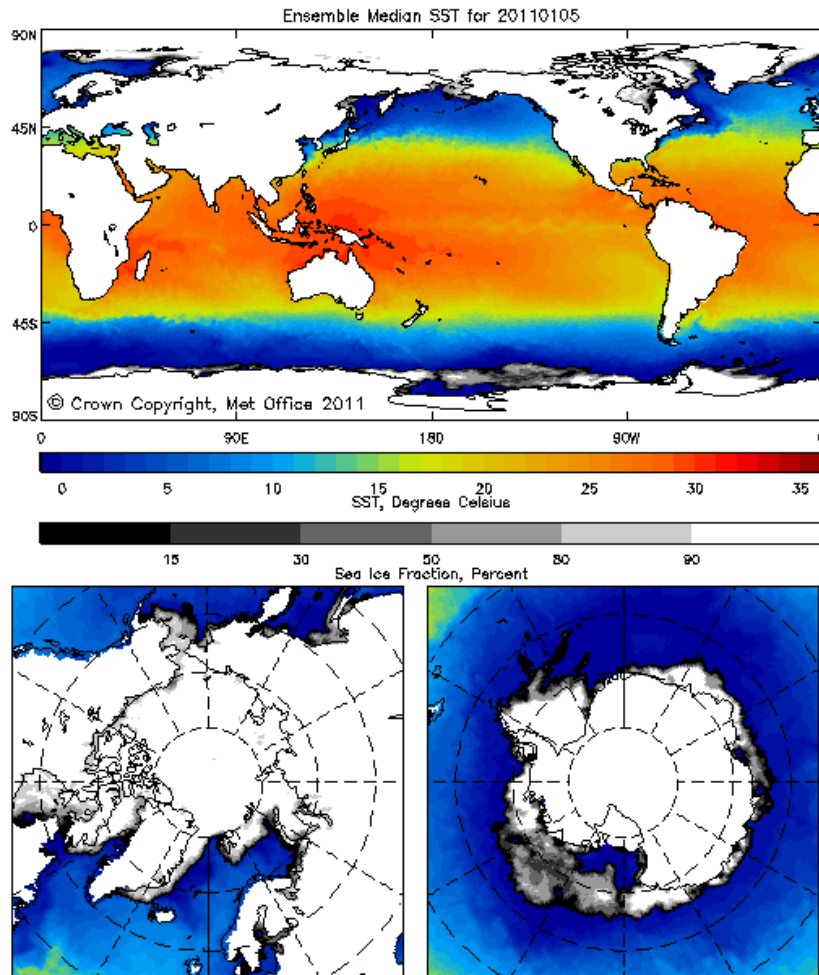 Ensemble Median SST for 20110105
90N
45N
0
45S
90S
© Crown Copyright, Met Office 2011
0 90E 180 90W 0
0 5 10 15 20 25 30 35
SST, Degrees Celsius
15 30 50 80 90
Sea Ice Fraction, Percent